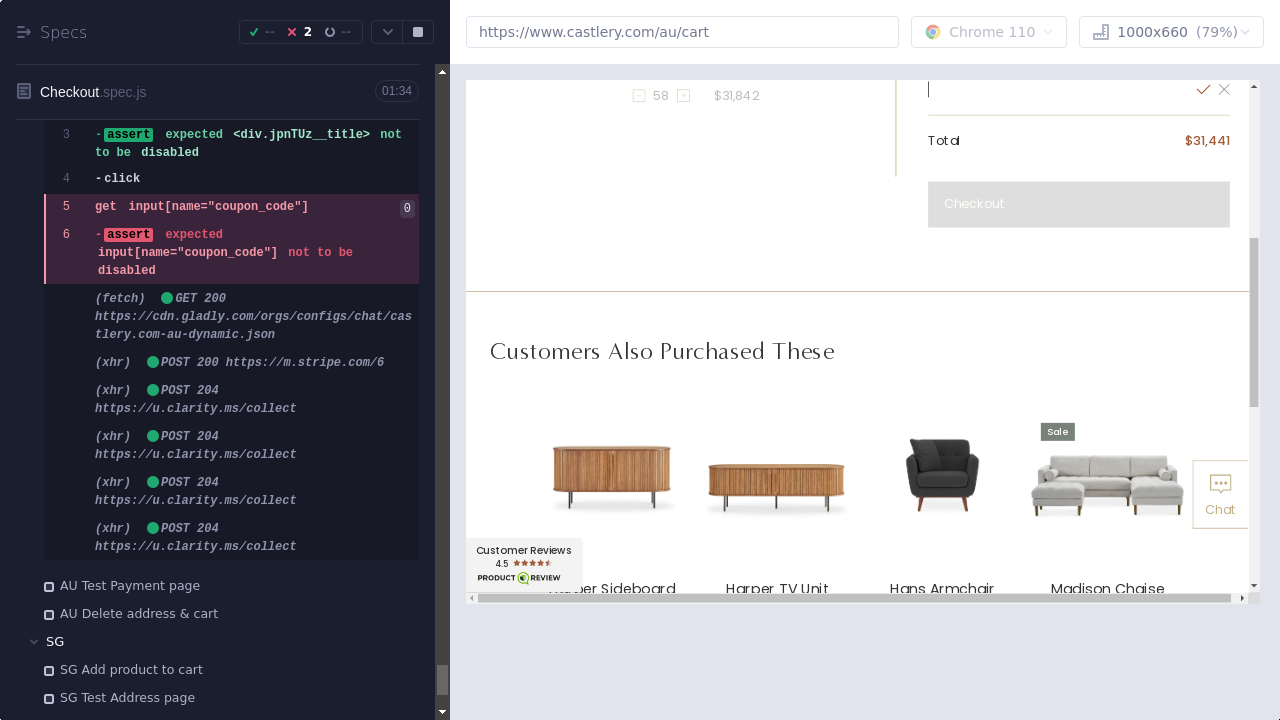 Specs
-- 2 --
Checkout.spec.js 01:34
3 -assert expected <div.jpnTUz__title> not
to be disabled
4 -click
5 get input[name="coupon_code"] 0
6 -assert expected
input[name="coupon_code"] not to be
disabled
(fetch) GET 200
https://cdn.gladly.com/orgs/configs/chat/cas
tlery.com-au-dynamic.json
(xhr) POST 200 https://m.stripe.com/6
(xhr) POST 204
https://u.clarity.ms/collect
(xhr) POST 204
https://u.clarity.ms/collect
(xhr) POST 204
https://u.clarity.ms/collect
(xhr) POST 204
https://u.clarity.ms/collect
AU Test Payment page
AU Delete address & cart
SG
SG Add product to cart
SG Test Address page
https://www.castlery.com/au/cart
Chrome 110
1000x660 (79%)
58 $31,842
Total $31,441
Checkout
Customers Also Purchased These
Sale
Chat
Customer Reviews
4.5
PRODUCT REVIEW
Harper Sideboard
Harper TV Unit
Hans Armchair
Madison Chaise